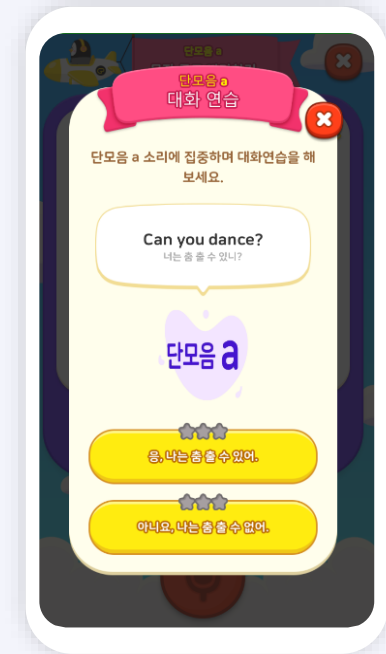 단모음 a
단모음 a
대화 연습
단모음 a 소리에 집중하며 대화연습을 해
보세요.
Can you dance?
너는 춤 출 수 있니?
단모음 a
응, 나는 춤 출 수 있어.
아니요, 나는 춤 출 수 없어.